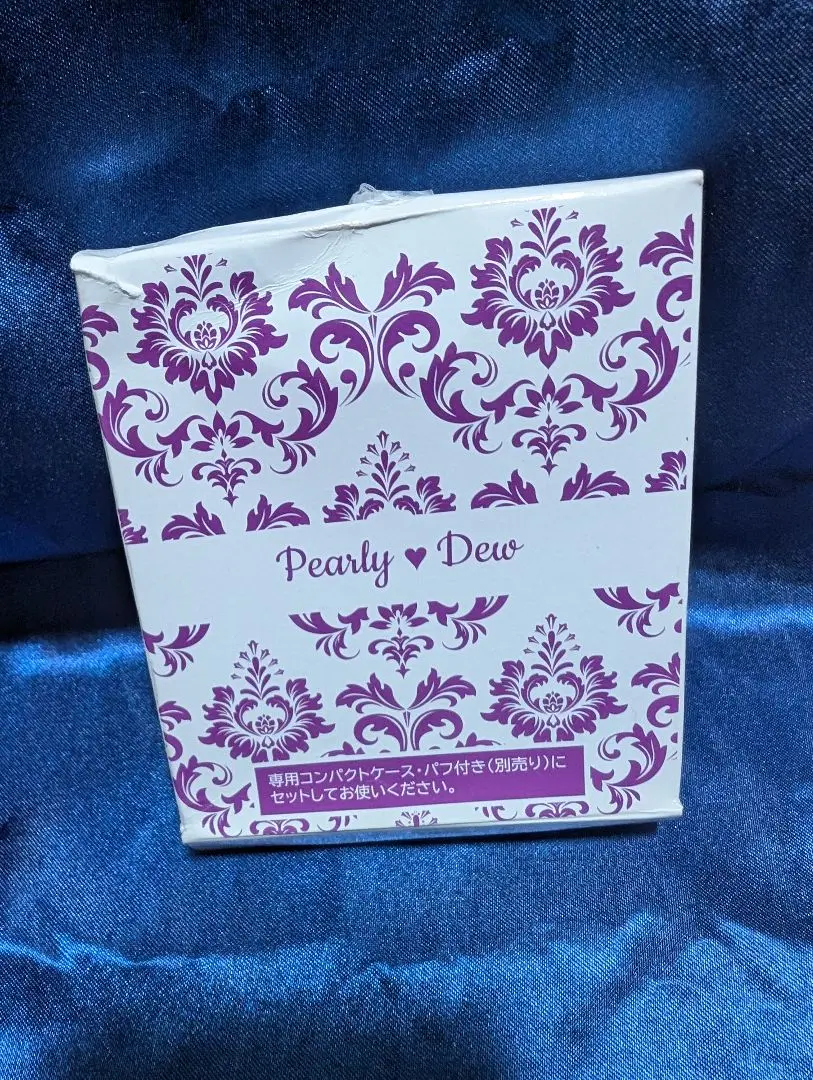 Pearly ♥ Dew
専用コンパクトケース・パフ付き(別売り)に
セットしてお使いください。